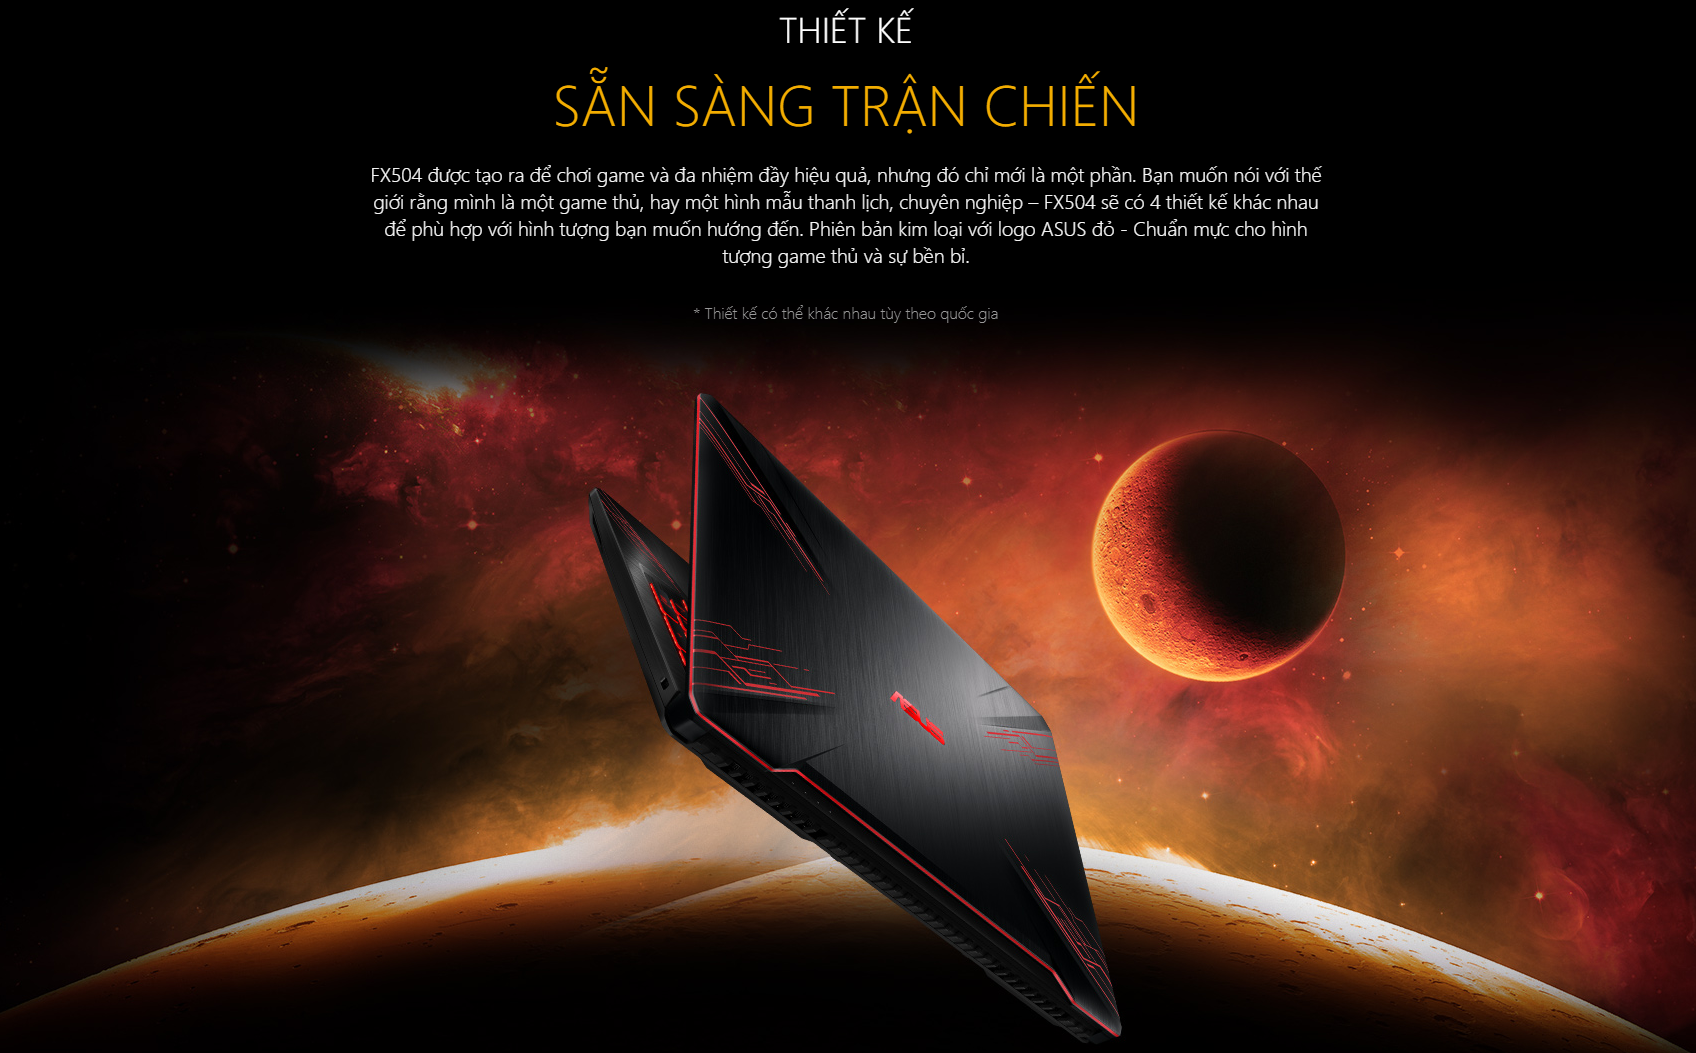 THIẾT KẾ
SẴN SÀNG TRẬN CHIẾN
FX504 được tạo ra để chơi game và đa nhiệm đầy hiệu quả, nhưng đó chỉ mới là một phần. Bạn muốn nói với thế
giới rằng mình là một game thủ, hay một hình mẫu thanh lịch, chuyên nghiệp – FX504 sẽ có 4 thiết kế khác nhau
để phù hợp với hình tượng bạn muốn hướng đến. Phiên bản kim loại với logo ASUS đỏ - Chuẩn mực cho hình
tượng game thủ và sự bền bỉ.
* Thiết kế có thể khác nhau tùy theo quốc gia